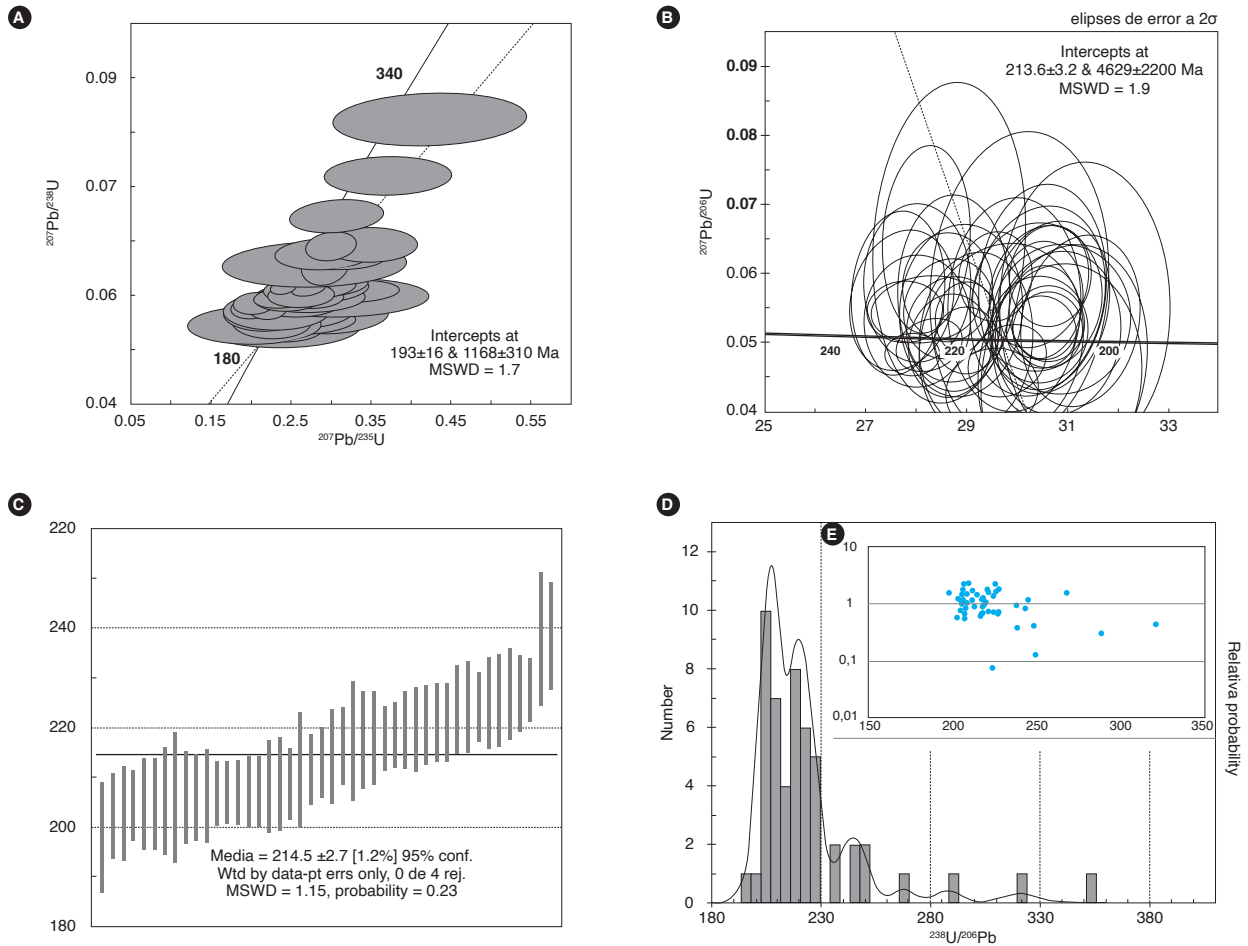 A
340
180
Intercepts at
193±16 & 1168±310 Ma
MSWD = 1.7
0.09
0.07
0.06
0.04
²⁰⁷Pb/²³⁸U
0.05 0.15 0.25 0.35 0.45 0.55
²⁰⁷Pb/²³⁵U
B
elipses de error a 2σ
Intercepts at
213.6±3.2 & 4629±2200 Ma
MSWD = 1.9
0.09
0.08
0.07
0.06
0.05
0.04
²⁰⁷Pb/²⁰⁶U
240 220 200
25 27 29 31 33
C
220
240
220
200
180
Media = 214.5 ±2.7 [1.2%] 95% conf.
Wtd by data-pt errs only, 0 de 4 rej.
MSWD = 1.15, probability = 0.23
D
12
10
8
6
4
2
0
Number
180 230 280 330 380
²³⁸U/²⁰⁶Pb
Relativa probability
E
10
1
0,1
0,01
150 200 250 300 350